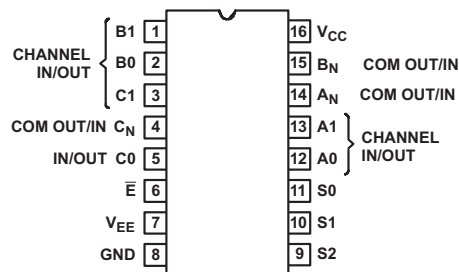 B1 1 16 VCC
CHANNEL IN/OUT
B0 2 15 BN COM OUT/IN
C1 3 14 AN COM OUT/IN
COM OUT/IN CN 4 13 A1
CHANNEL IN/OUT
IN/OUT C0 5 12 A0
E̅ 6 11 S0
VEE 7 10 S1
GND 8 9 S2